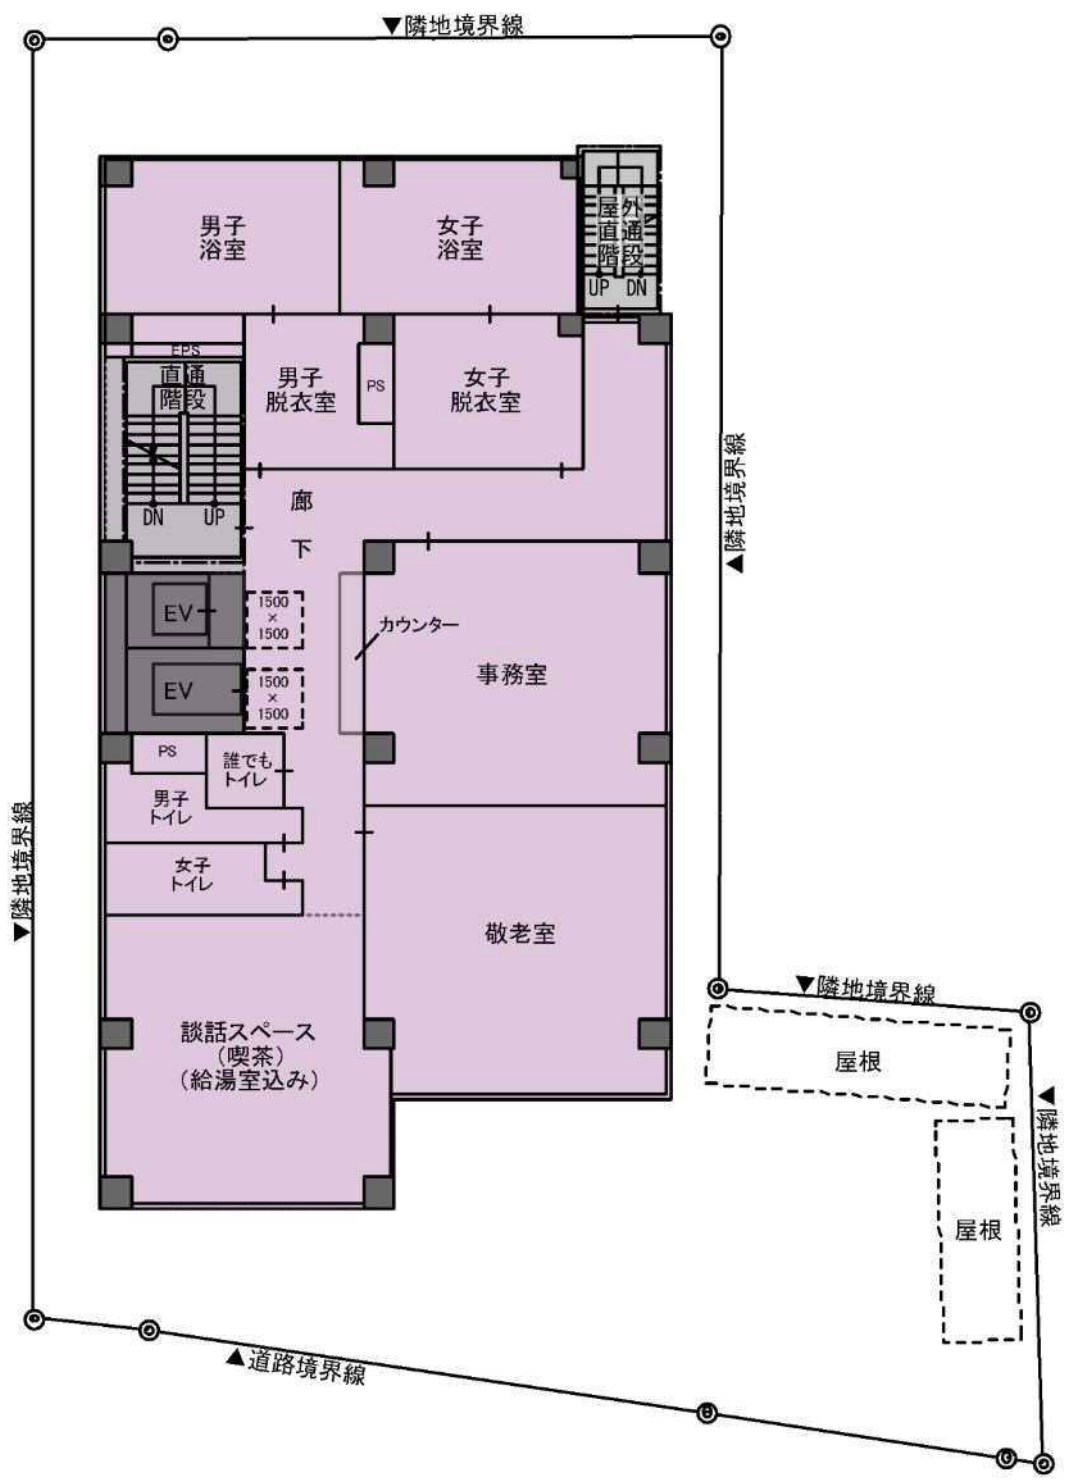 ▼隣地境界線
男子
浴室
女子
浴室
屋外
直通
階段
UP DN
EPS
直通
階段
DN UP
男子
脱衣室
PS
女子
脱衣室
廊
下
▲隣地境界線
EV
1500
×
1500
カウンター
事務室
EV
1500
×
1500
PS
誰でも
トイレ
男子
トイレ
女子
トイレ
▼隣地境界線
敬老室
談話スペース
（喫茶）
（給湯室込み）
▼隣地境界線
屋根
▲隣地境界線
屋根
▲道路境界線